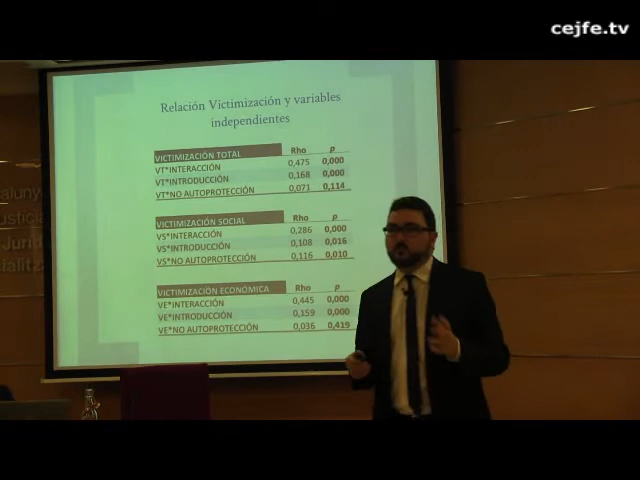 cejfe.tv
Relación Victimización y variables
independientes
VICTIMIZACIÓN TOTAL Rho p
VT*INTERACCIÓN 0,475 0,000
VT*INTRODUCCIÓN 0,168 0,000
VT*NO AUTOPROTECCIÓN 0,071 0,114
VICTIMIZACIÓN SOCIAL Rho p
VS*INTERACCIÓN 0,286 0,000
VS*INTRODUCCIÓN 0,108 0,016
VS*NO AUTOPROTECCIÓN 0,116 0,010
VICTIMIZACIÓN ECONÓMICA Rho p
VE*INTERACCIÓN 0,445 0,000
VE*INTRODUCCIÓN 0,159 0,000
VE*NO AUTOPROTECCIÓN 0,036 0,419